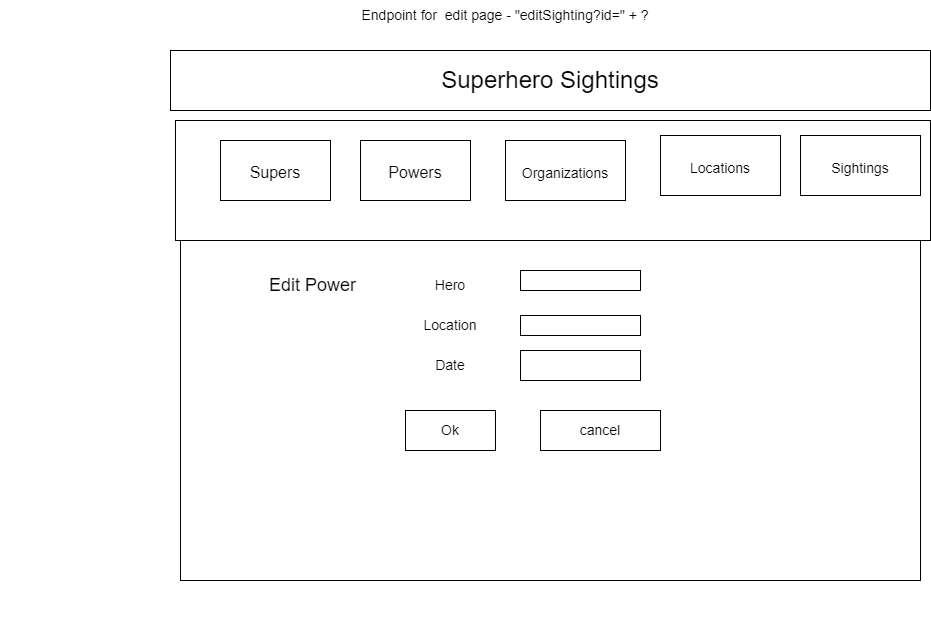 Endpoint for  edit page - "editSighting?id=" + ?
Superhero Sightings
Supers
Powers
Organizations
Locations
Sightings
Edit Power
Hero
Location
Date
Ok
cancel